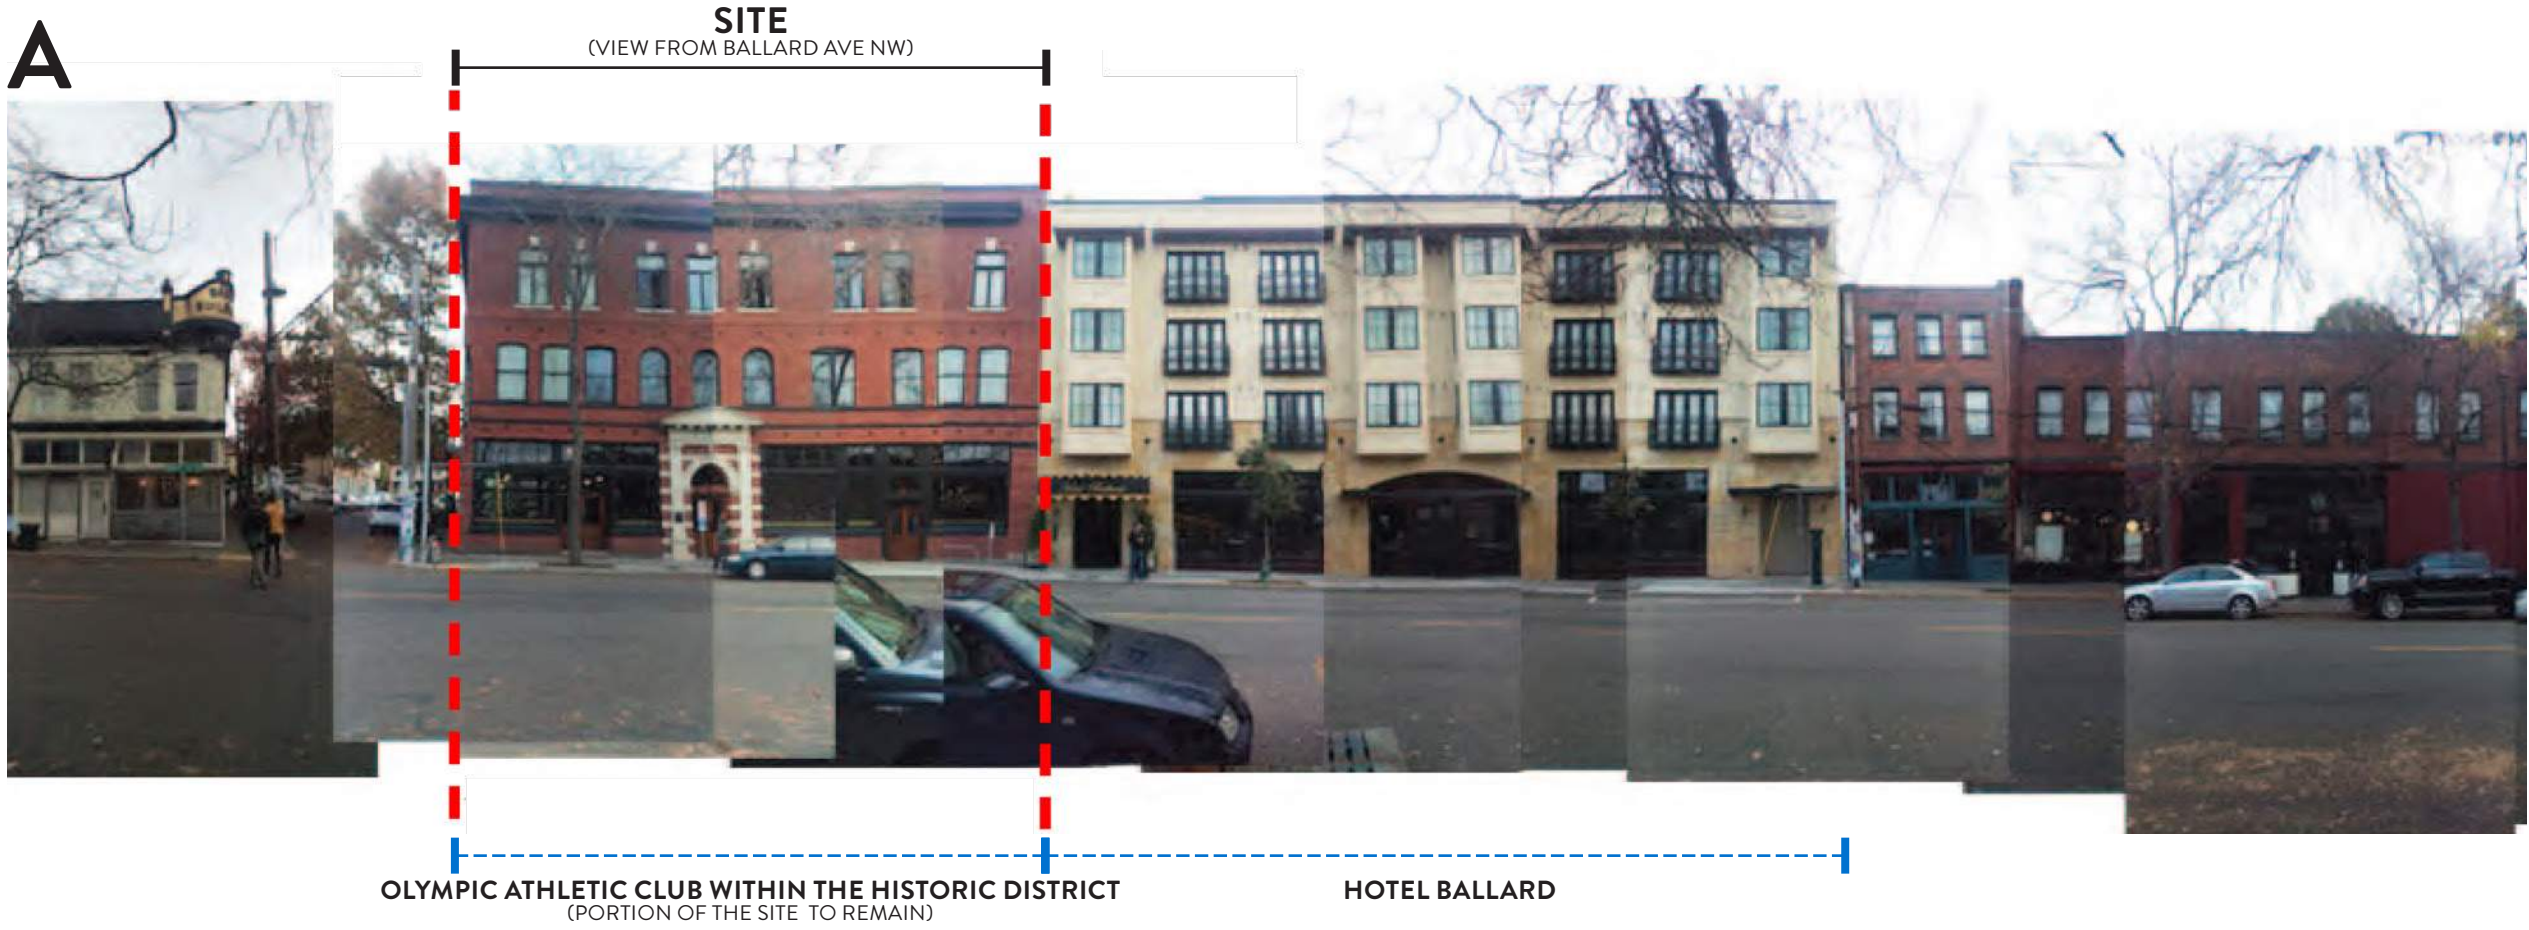 A
SITE
(VIEW FROM BALLARD AVE NW)
OLYMPIC ATHLETIC CLUB WITHIN THE HISTORIC DISTRICT
(PORTION OF THE SITE TO REMAIN)
HOTEL BALLARD